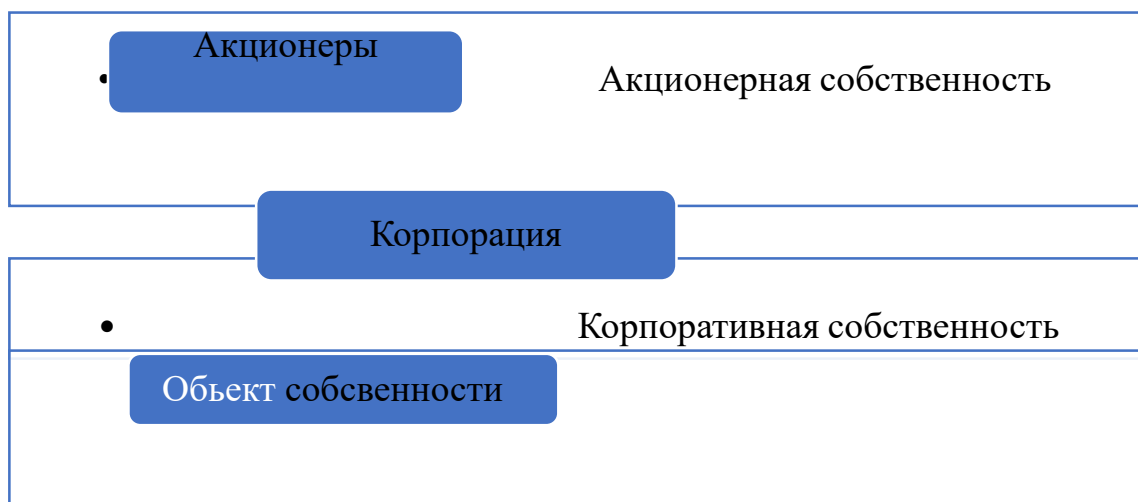 Акционеры
• Акционерная собственность
Корпорация
• Корпоративная собственность
Обьект собсвенности